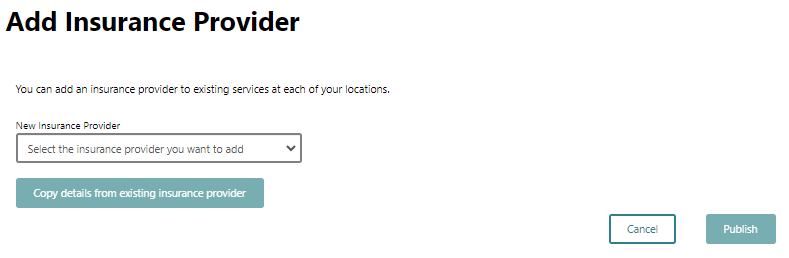 Add Insurance Provider
You can add an insurance provider to existing services at each of your locations.
New Insurance Provider
Select the insurance provider you want to add
Copy details from existing insurance provider
Cancel
Publish